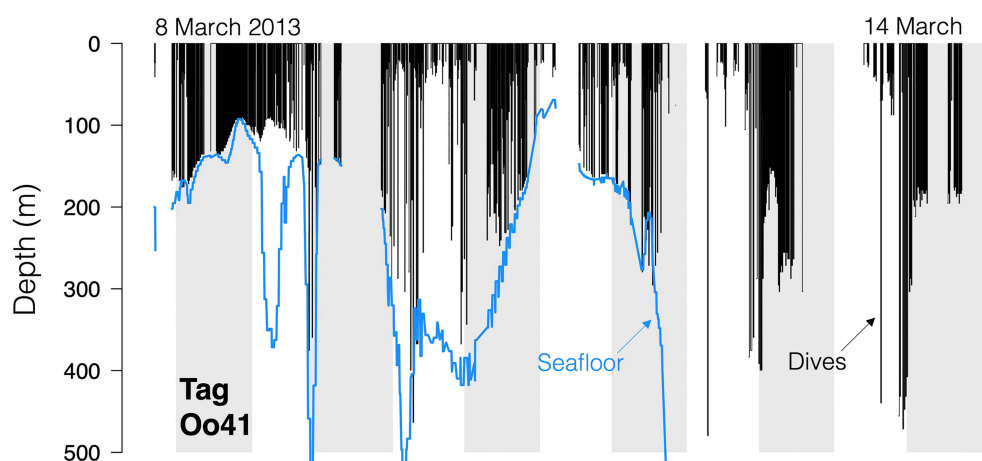 8 March 2013
14 March
0
100
200
300
400
500
Depth (m)
Seafloor
Dives
Tag
Oo41